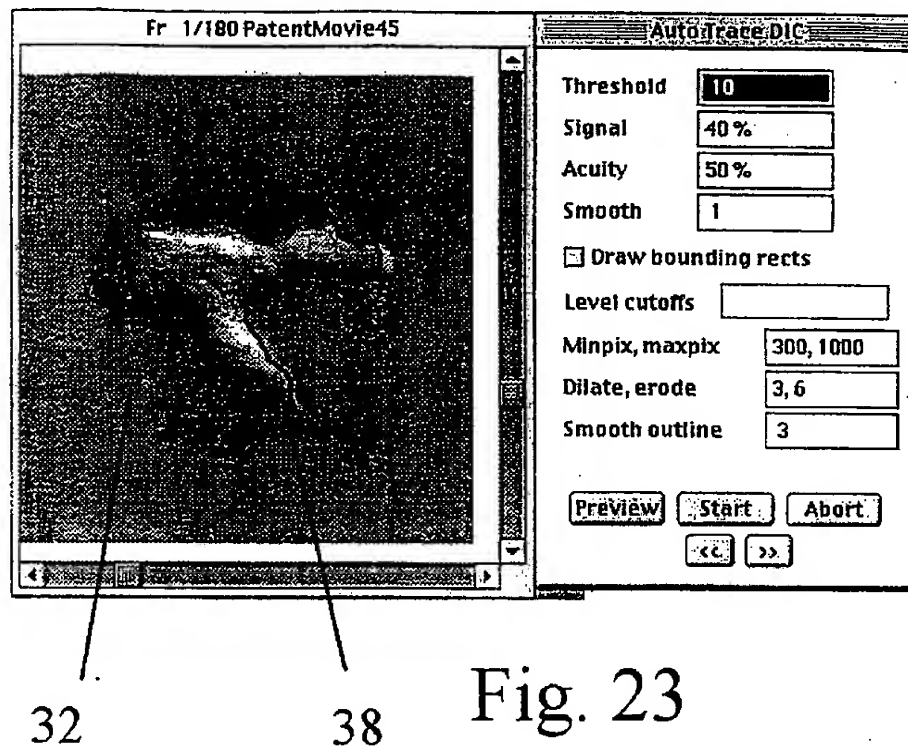 Fr 1/180 PatentMovie45
Auto Trace DIC
Threshold 10
Signal 40%
Acuity 50%
Smooth 1
Draw bounding rects
Level cutoffs
Minpix, maxpix 300, 1000
Dilate, erode 3, 6
Smooth outline 3
Preview Start Abort
<< >>
32 38 Fig. 23